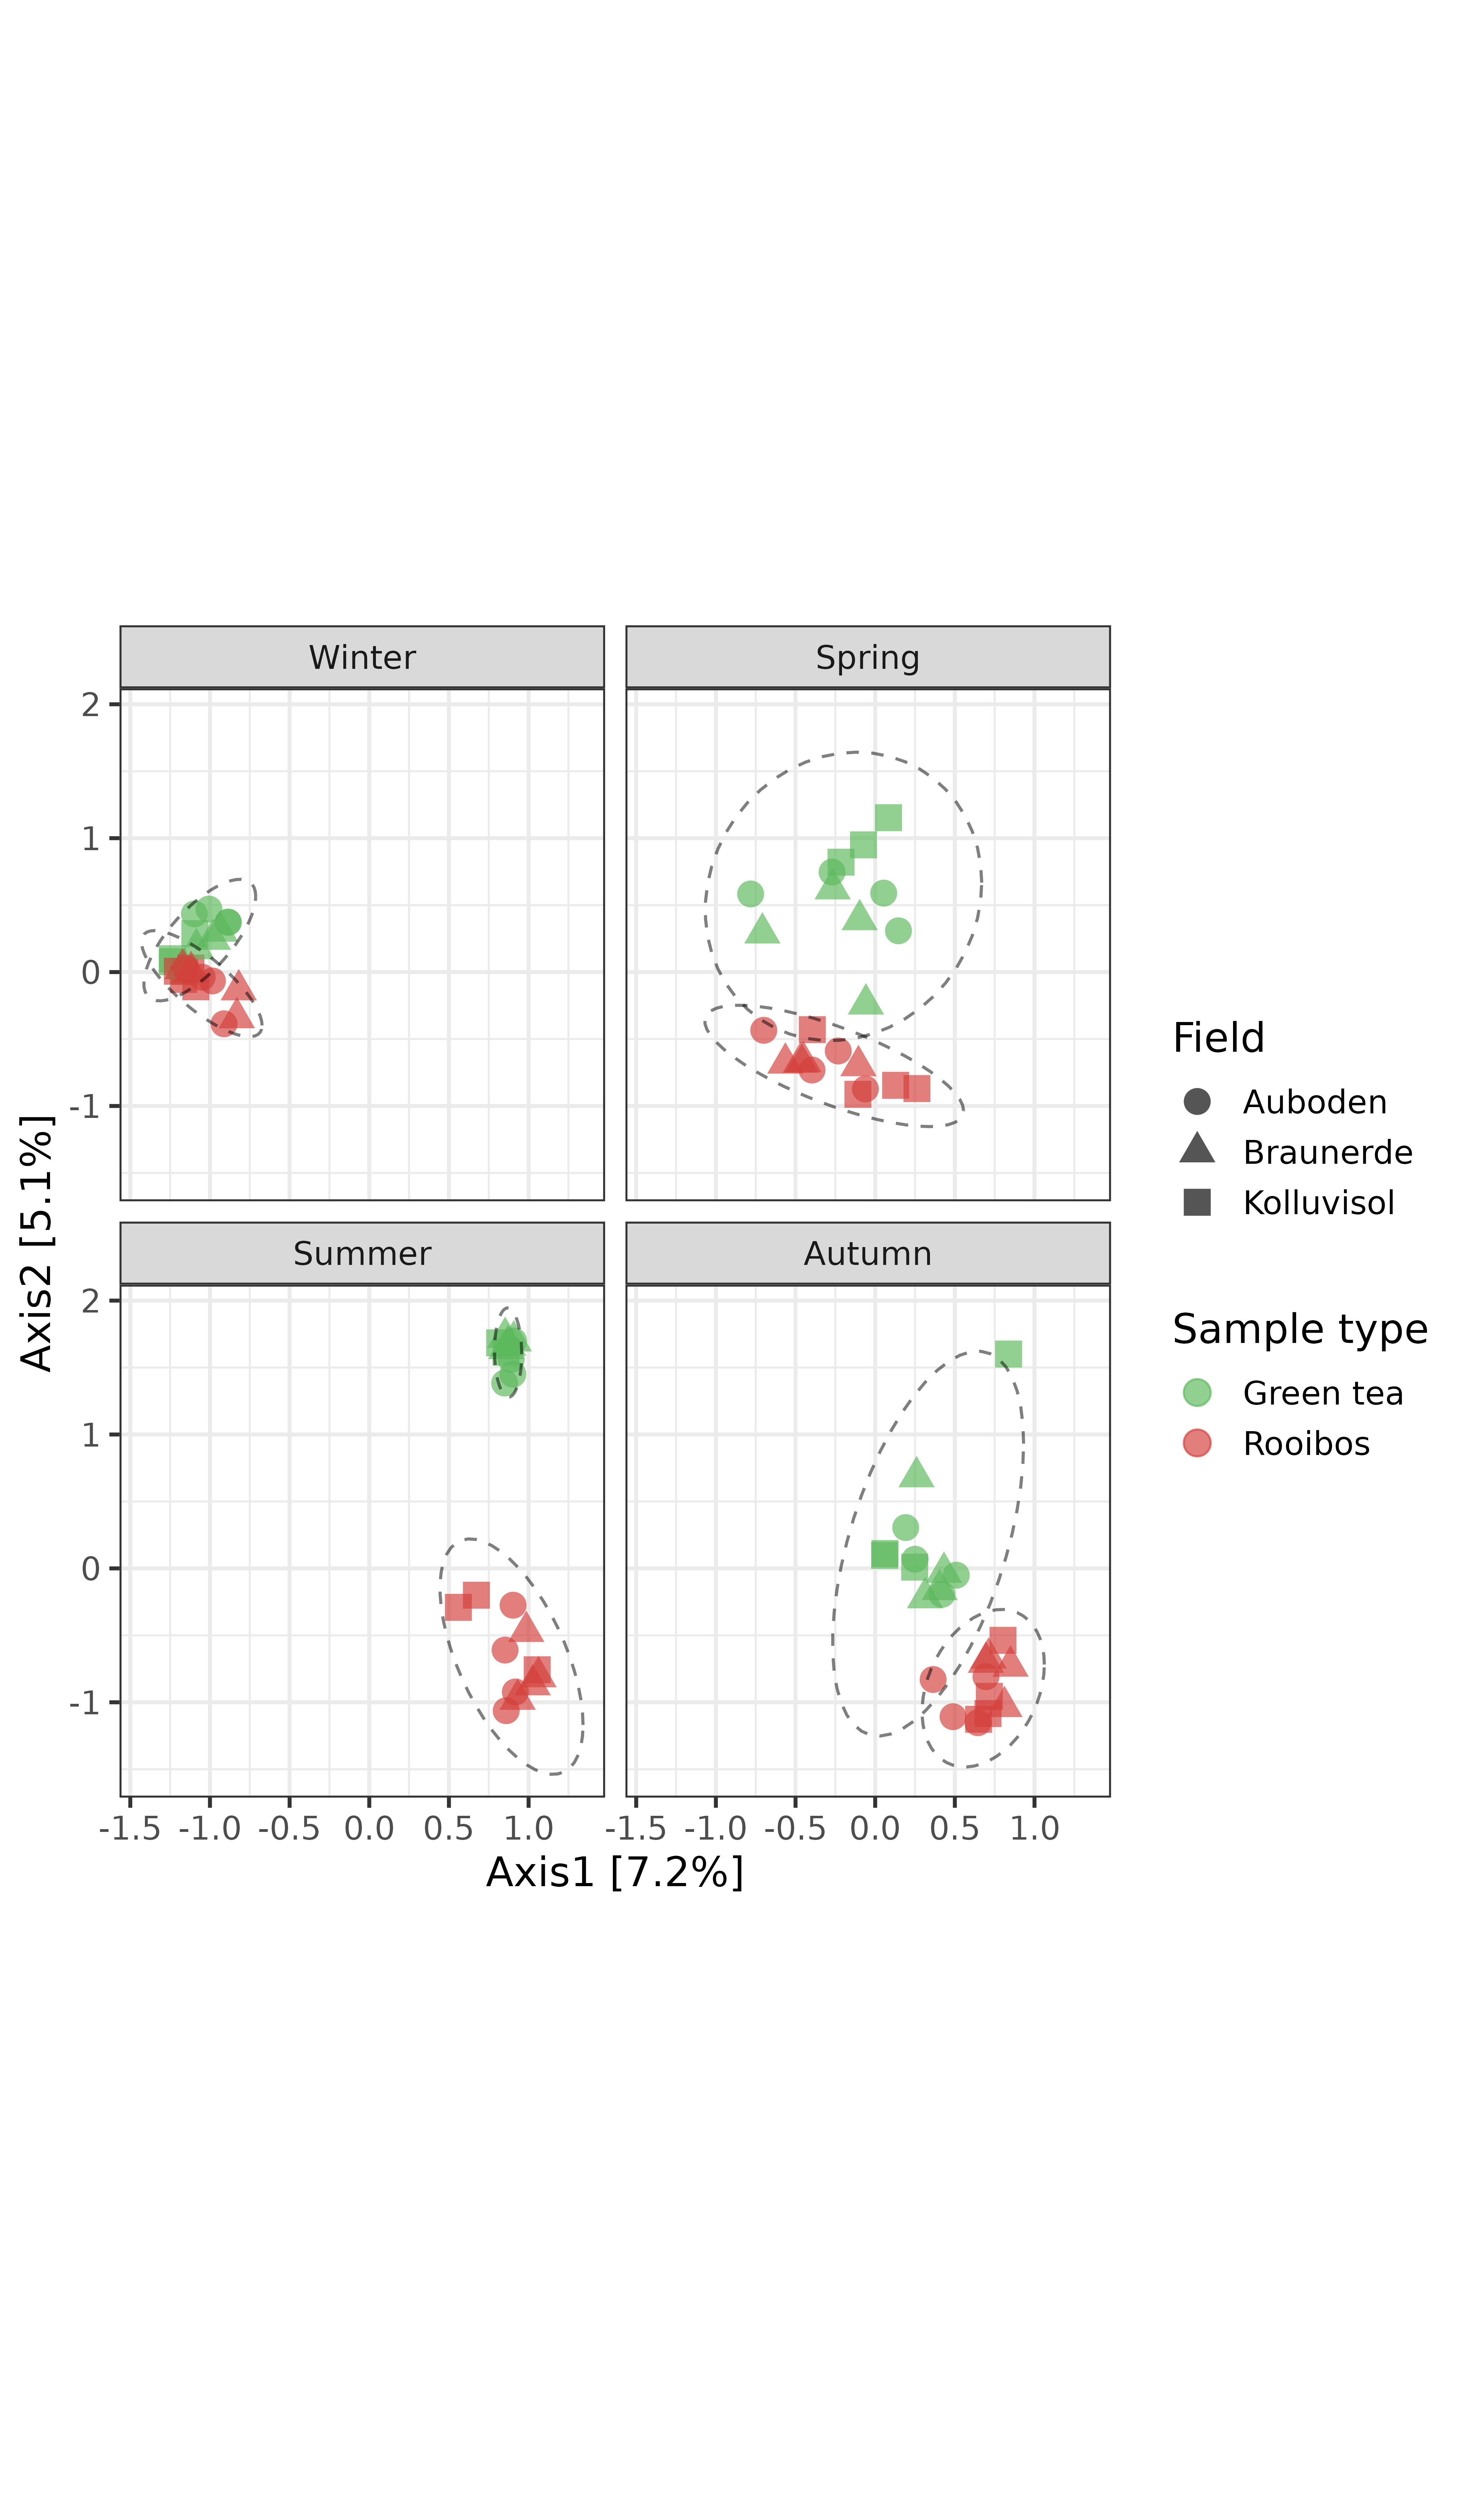 Winter
Spring
2
1
0
-1
Summer
Autumn
2
1
0
-1
-1.5 -1.0 -0.5 0.0 0.5 1.0
-1.5 -1.0 -0.5 0.0 0.5 1.0
Axis1 [7.2%]
Axis2 [5.1%]
Field
Auboden
Braunerde
Kolluvisol
Sample type
Green tea
Rooibos